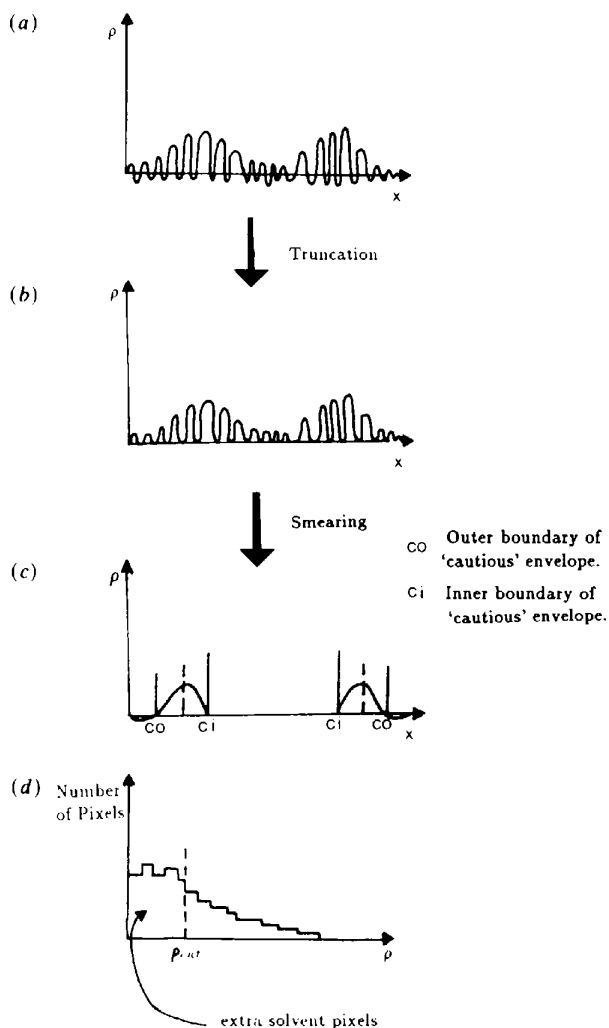 (a)
ρ
x
Truncation
(b)
ρ
x
Smearing
CO Outer boundary of
'cautious' envelope.
Ci Inner boundary of
'cautious' envelope.
(c)
ρ
CO
Ci
Ci
CO
x
(d)
Number
of Pixels
ρ
extra solvent pixels